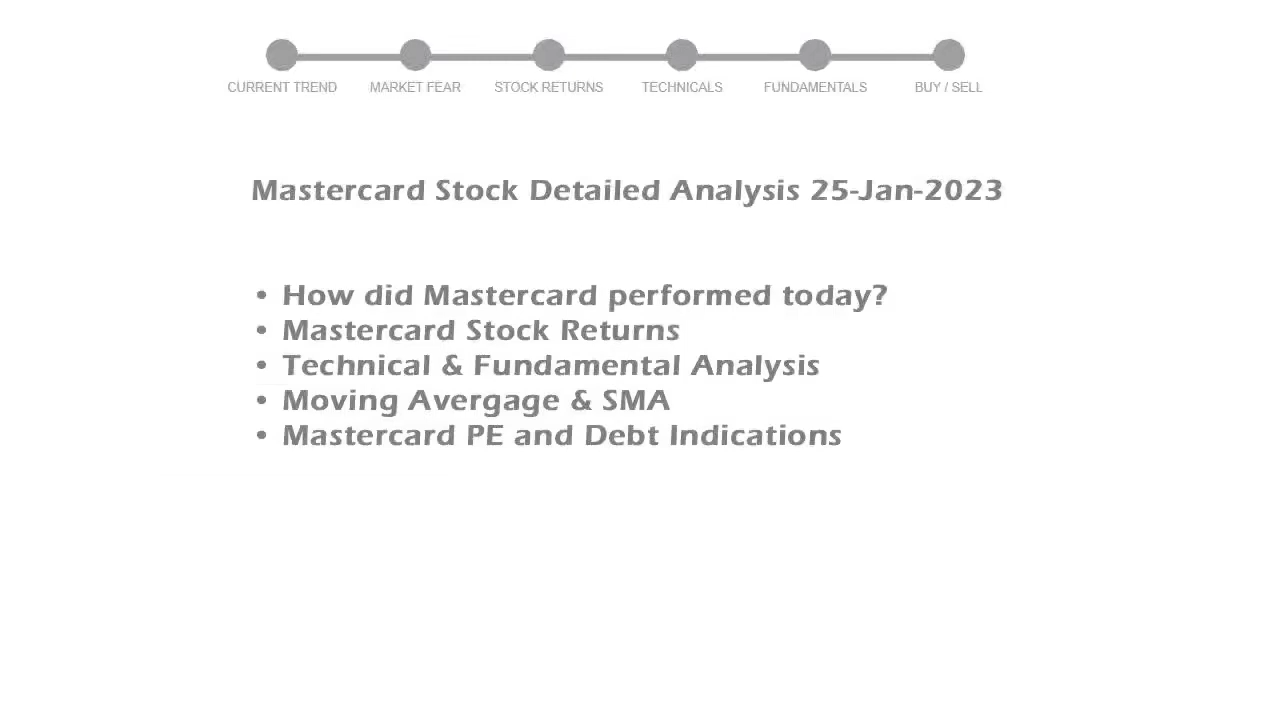 CURRENT TREND MARKET FEAR STOCK RETURNS TECHNICALS FUNDAMENTALS BUY / SELL
Mastercard Stock Detailed Analysis 25-Jan-2023
• How did Mastercard performed today?
• Mastercard Stock Returns
• Technical & Fundamental Analysis
• Moving Avergage & SMA
• Mastercard PE and Debt Indications